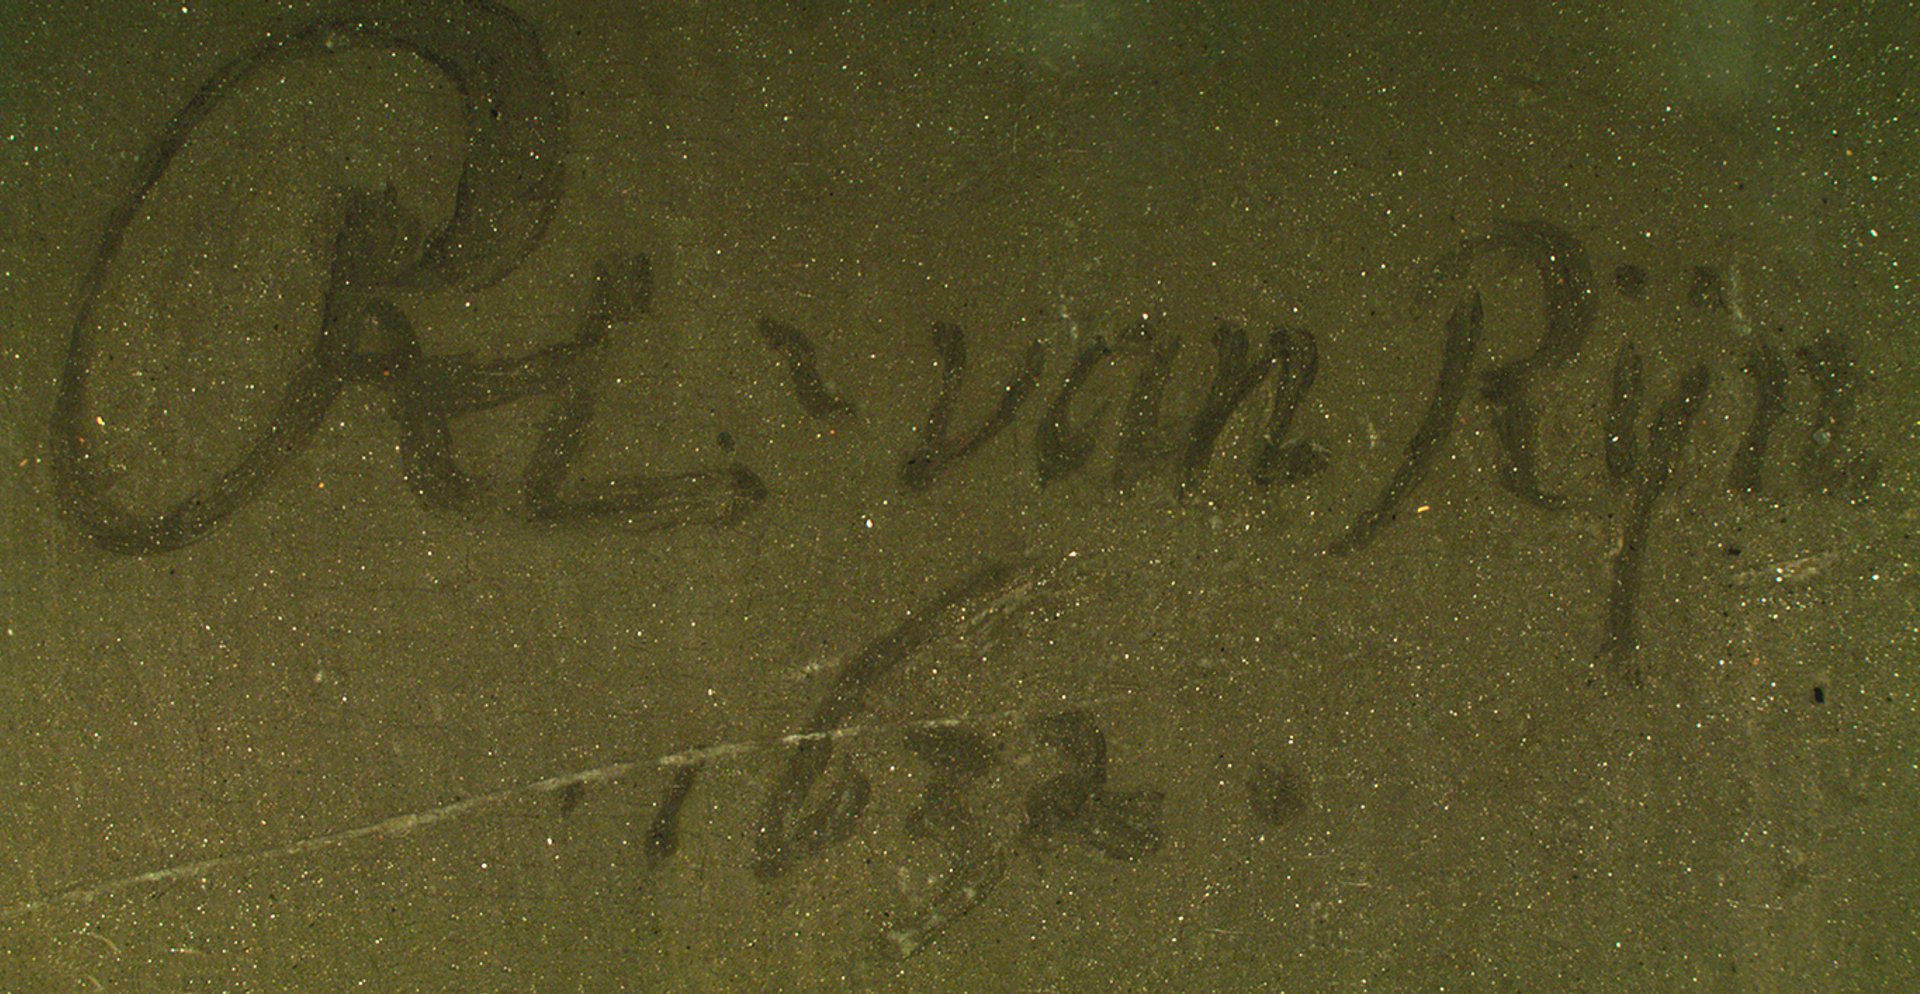 RHL. van Rijn
1632.